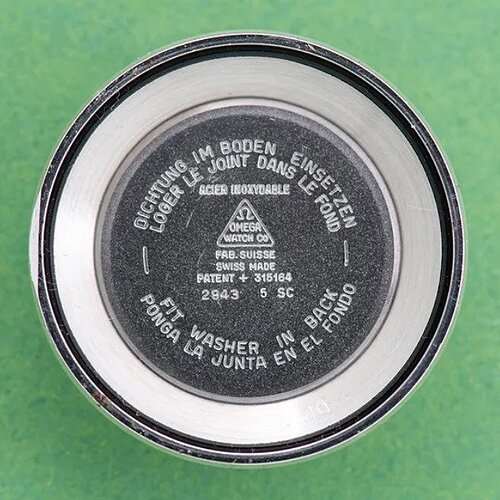 DICHTUNG IM BODEN EINSETZEN
LOGER LE JOINT DANS LE FOND
ACIER INOXYDABLE
Ω
OMEGA
WATCH CO
FAB. SUISSE
SWISS MADE
PATENT + 315164
2943 5 SC
FIT WASHER IN BACK
PONGA LA JUNTA EN EL FONDO